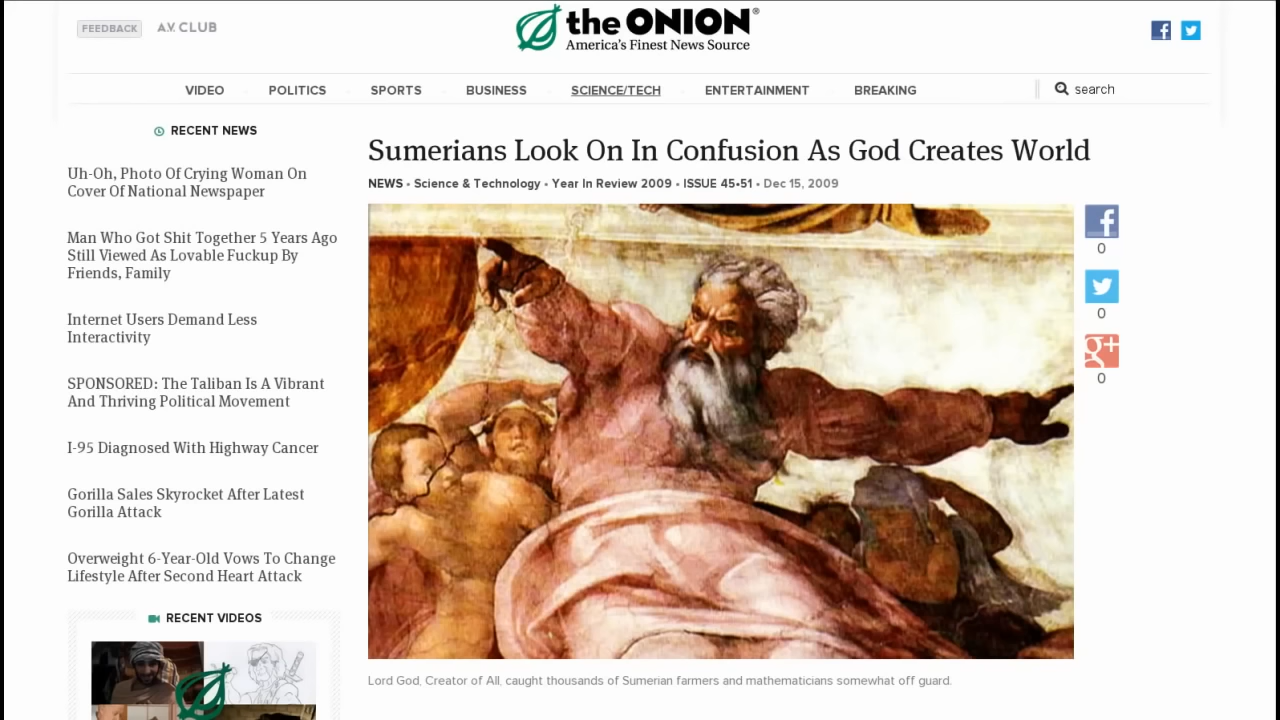 FEEDBACK
A.V. CLUB
the ONION®
America's Finest News Source
VIDEO
POLITICS
SPORTS
BUSINESS
SCIENCE/TECH
ENTERTAINMENT
BREAKING
search
RECENT NEWS
Uh-Oh, Photo Of Crying Woman On
Cover Of National Newspaper
Man Who Got Shit Together 5 Years Ago
Still Viewed As Lovable Fuckup By
Friends, Family
Internet Users Demand Less
Interactivity
SPONSORED: The Taliban Is A Vibrant
And Thriving Political Movement
I-95 Diagnosed With Highway Cancer
Gorilla Sales Skyrocket After Latest
Gorilla Attack
Overweight 6-Year-Old Vows To Change
Lifestyle After Second Heart Attack
RECENT VIDEOS
Sumerians Look On In Confusion As God Creates World
NEWS • Science & Technology • Year In Review 2009 • ISSUE 45•51 • Dec 15, 2009
f
0
0
g+
0
Lord God, Creator of All, caught thousands of Sumerian farmers and mathematicians somewhat off guard.